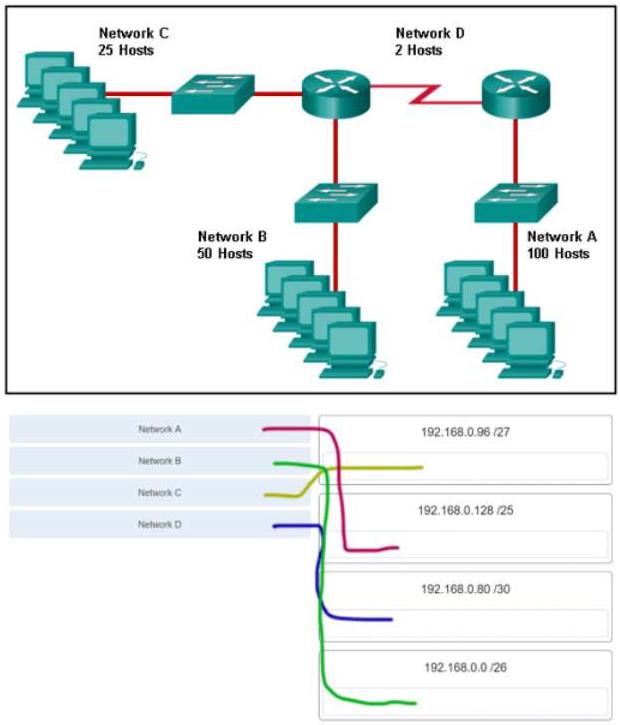 Network C
25 Hosts
Network D
2 Hosts
Network B
50 Hosts
Network A
100 Hosts
Network A
Network B
Network C
Network D
192.168.0.96 /27
192.168.0.128 /25
192.168.0.80 /30
192.168.0.0 /26